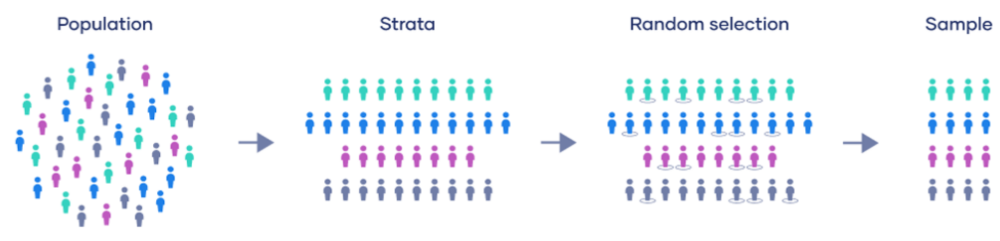 Population
Strata
Random selection
Sample